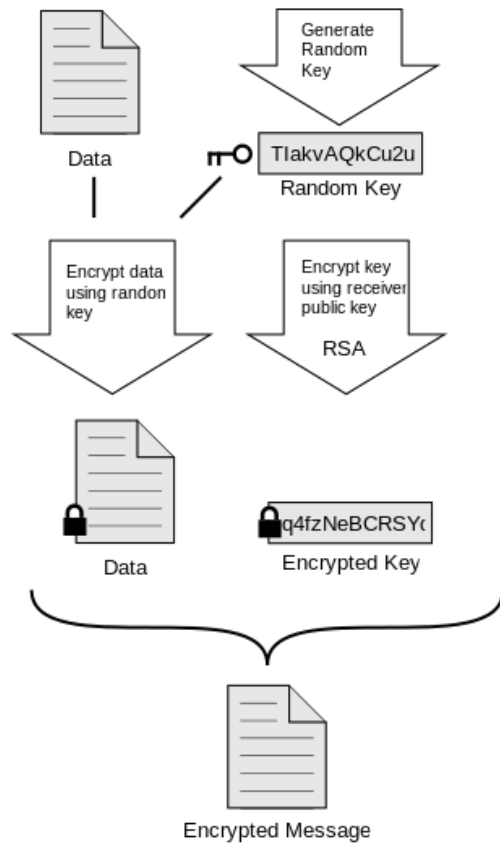 Generate
Random
Key
TIakvAQkCu2u
Data
Random Key
Encrypt data
using randon
key
Encrypt key
using receiver
public key
RSA
q4fzNeBCRSY
Data
Encrypted Key
Encrypted Message